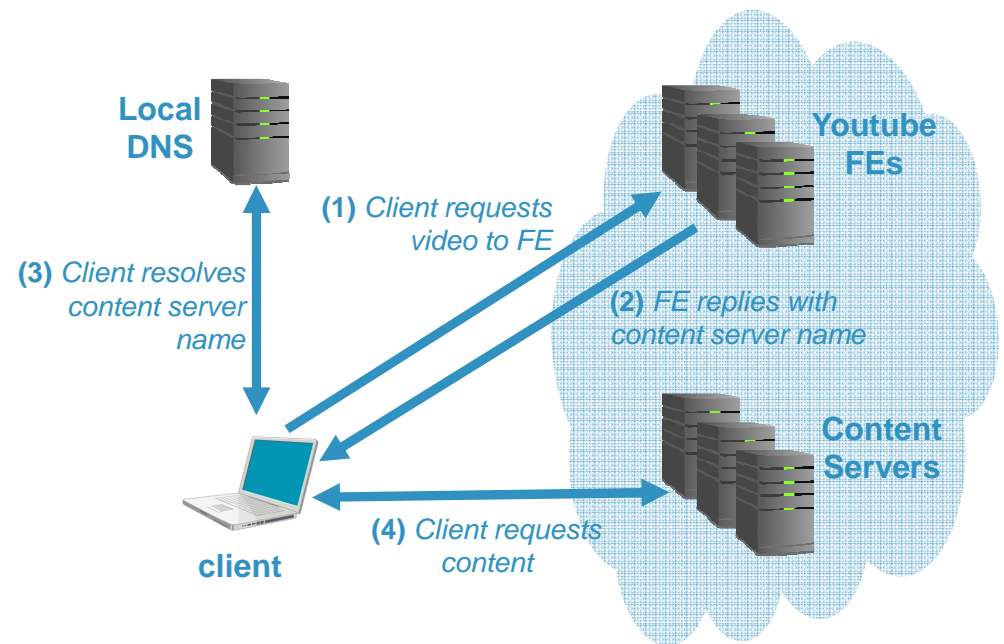 Local
DNS
Youtube
FEs
(1) Client requests
video to FE
(3) Client resolves
content server
name
(2) FE replies with
content server name
Content
Servers
(4) Client requests
content
client